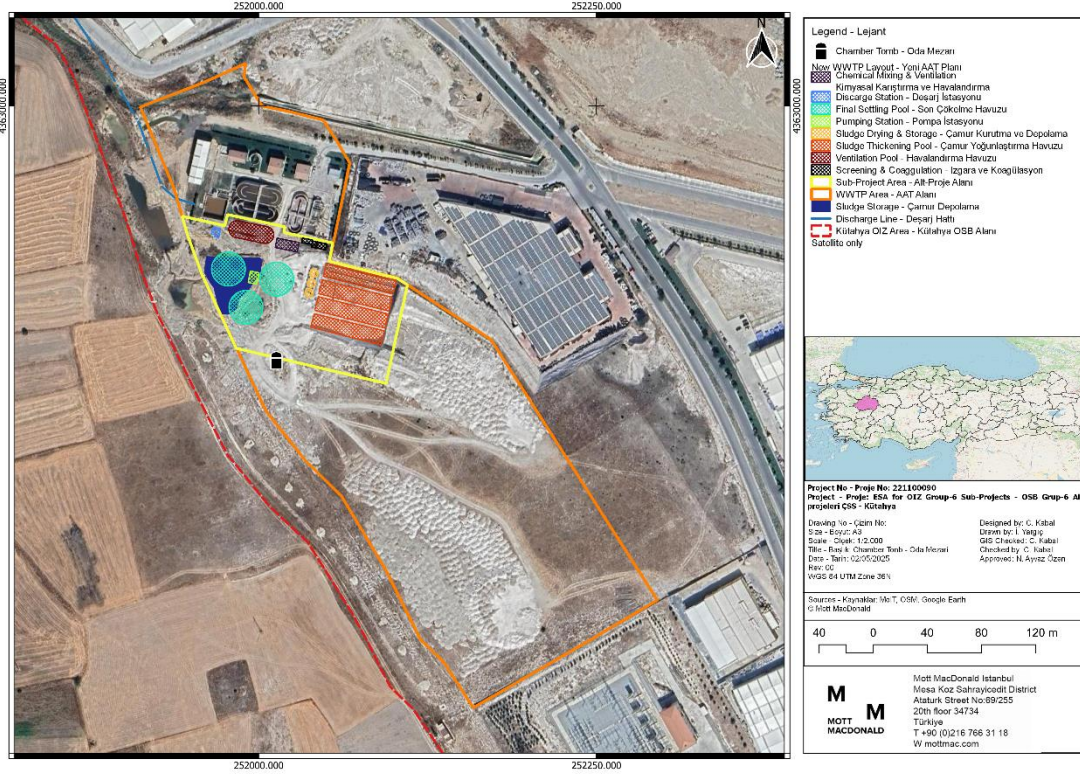 252000.000
252250.000
N
4363000.000
4363000.000
Legend - Lejant
Chamber Tomb - Oda Mezarı
New WWTP Layout - Yeni AAT Planı
Chemical Mixing & Ventilation
Kimyasal Karıştırma ve Havalandırma
Discarge Station - Deşarj İstasyonu
Final Settling Pool - Son Çökelme Havuzu
Pumping Station - Pompa İstasyonu
Sludge Drying & Storage - Çamur Kurutma ve Depolama
Sludge Thickening Pool - Çamur Yoğunlaştırma Havuzu
Ventilation Pool - Havalandırma Havuzu
Screening & Coaggulation - Izgara ve Koagülasyon
Sub-Project Area - Alt-Proje Alanı
WWTP Area - AAT Alanı
Sludge Storage - Çamur Depolama
Discharge Line - Deşarj Hattı
Kütahya OIZ Area - Kütahya OSB Alanı
Satellite only
Project No - Proje No: 221100090
Project - Proje: ESA for OIZ Group-6 Sub-Projects - OSB Grup-6 Al
projeleri ÇSS - Kütahya
Drawing No - Çizim No:
Size - Boyut: A3
Scale - Ölçek: 1/2.000
Title - Başlık: Chamber Tomb - Oda Mezarı
Date - Tarih: 02/05/2025
Rev: 00
WGS 84 UTM Zone 36N
Designed by: C. Kabal
Drawn by: I. Yargıç
GIS Checked: C. Kabal
Checked by: C. Kabal
Approved: N. Ayvaz Özen
Sources - Kaynaklar: MoIT, OSM, Google Earth
© Mott MacDonald
40 0 40 80 120 m
M
M
MOTT
MACDONALD
Mott MacDonald Istanbul
Mesa Koz Sahrayicedit District
Ataturk Street No:69/255
20th floor 34734
Türkiye
T +90 (0)216 766 31 18
W mottmac.com
252000.000
252250.000